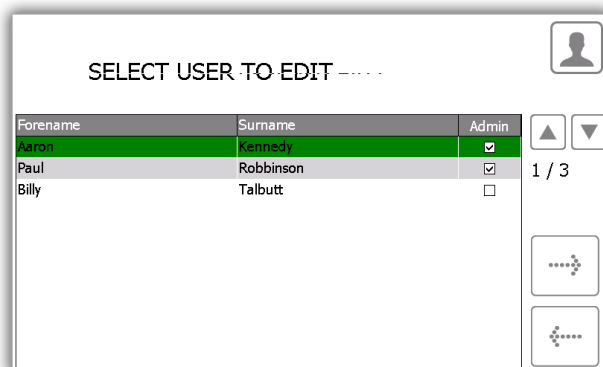 SELECT USER TO EDIT
Forename Surname Admin
Aaron Kennedy
Paul Robbinson
1 / 3
Billy Talbutt